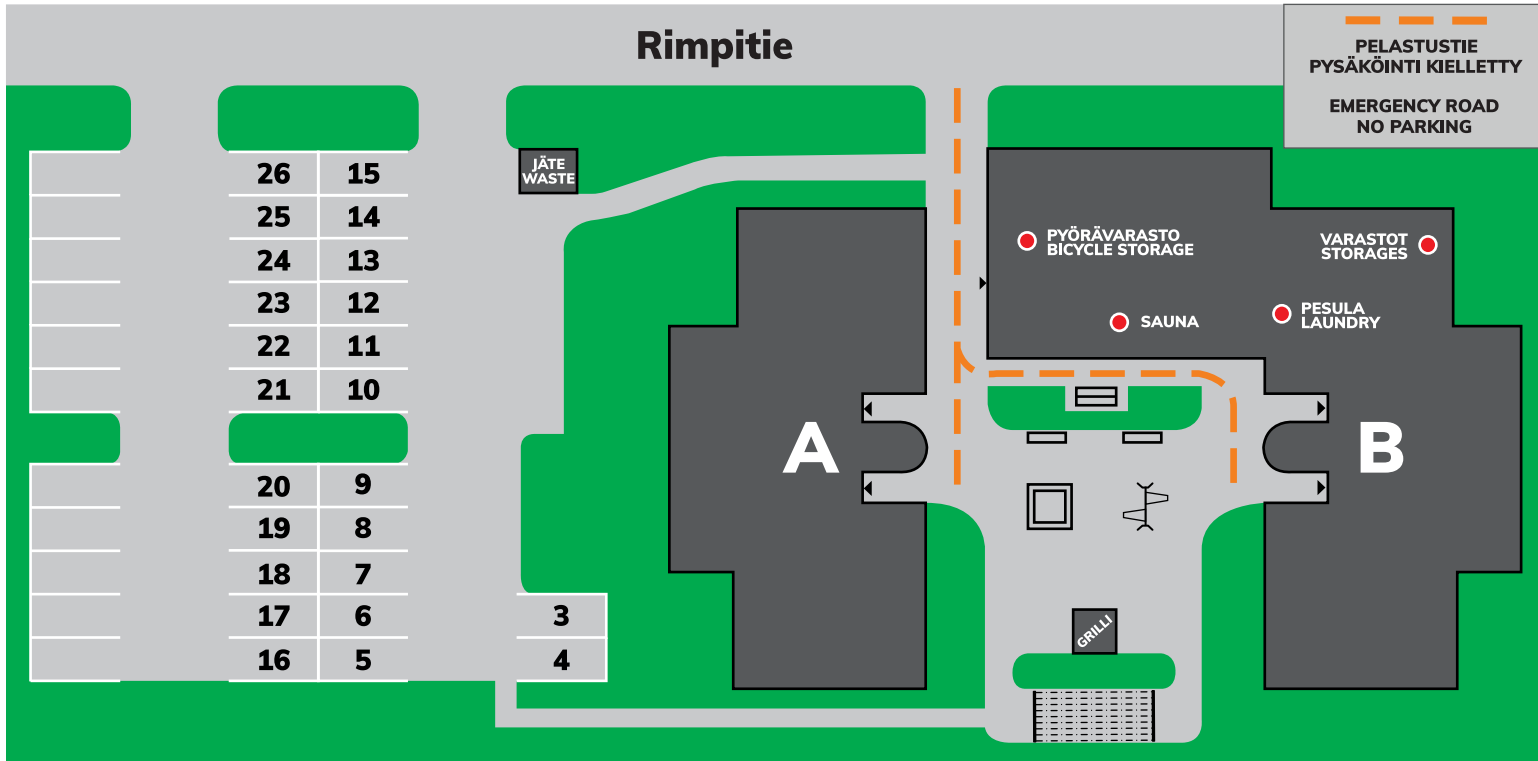 Rimpitie
PELASTUSTIE
PYSÄKÖINTI KIELLETTY
EMERGENCY ROAD
NO PARKING
26 15
25 14
24 13
23 12
22 11
21 10
20 9
19 8
18 7
17 6
16 5
3
4
JÄTE
WASTE
PYÖRÄVARASTO
BICYCLE STORAGE
VARASTOT
STORAGES
SAUNA
PESULA
LAUNDRY
A
B
GRILLI